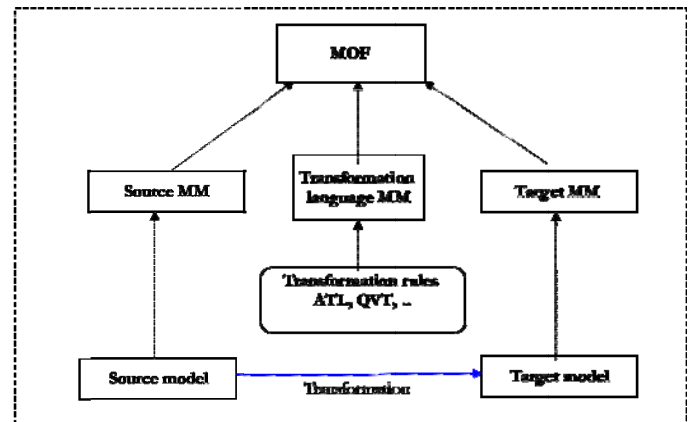 MOF
Source MM
Transformation
language MM
Target MM
Transformation rules
ATL, QVT, ..
Source model
Transformation
Target model